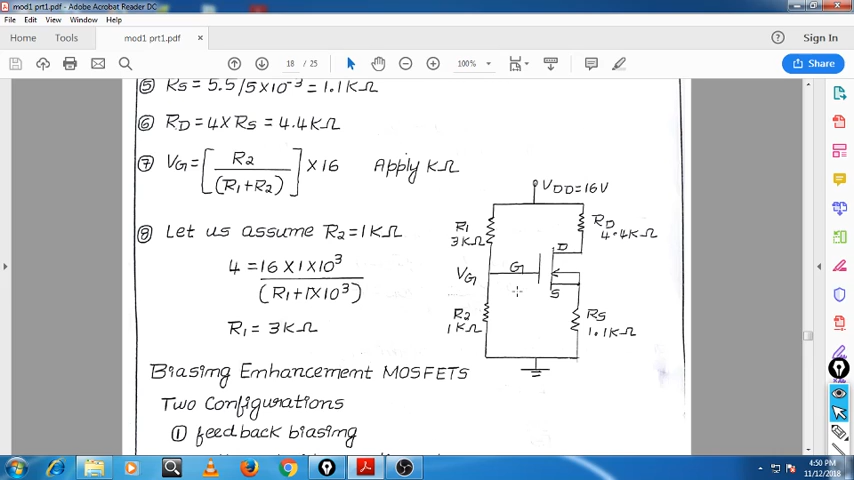 mod1 prt1.pdf - Adobe Acrobat Reader DC
File Edit View Window Help
Home Tools mod1 prt1.pdf × Sign In
18 / 25 100% Share
⑤ RS = 5.5/5X10⁻³ = 1.1KΩ
⑥ RD = 4 X RS = 4.4KΩ
⑦ VG = [R2/(R1+R2)] X 16 Apply KΩ
VDD=16V
R1
3KΩ
RD
4.4KΩ
D
G
VG
S
R2
1KΩ
RS
1.1KΩ
⑧ Let us assume R2 = 1KΩ
4 = 16 X 1 X 10³
(R1+1X10³)
R1 = 3KΩ
Biasing Enhancement MOSFETS
Two Configurations
① feedback biasing
4:50 PM
11/12/2018